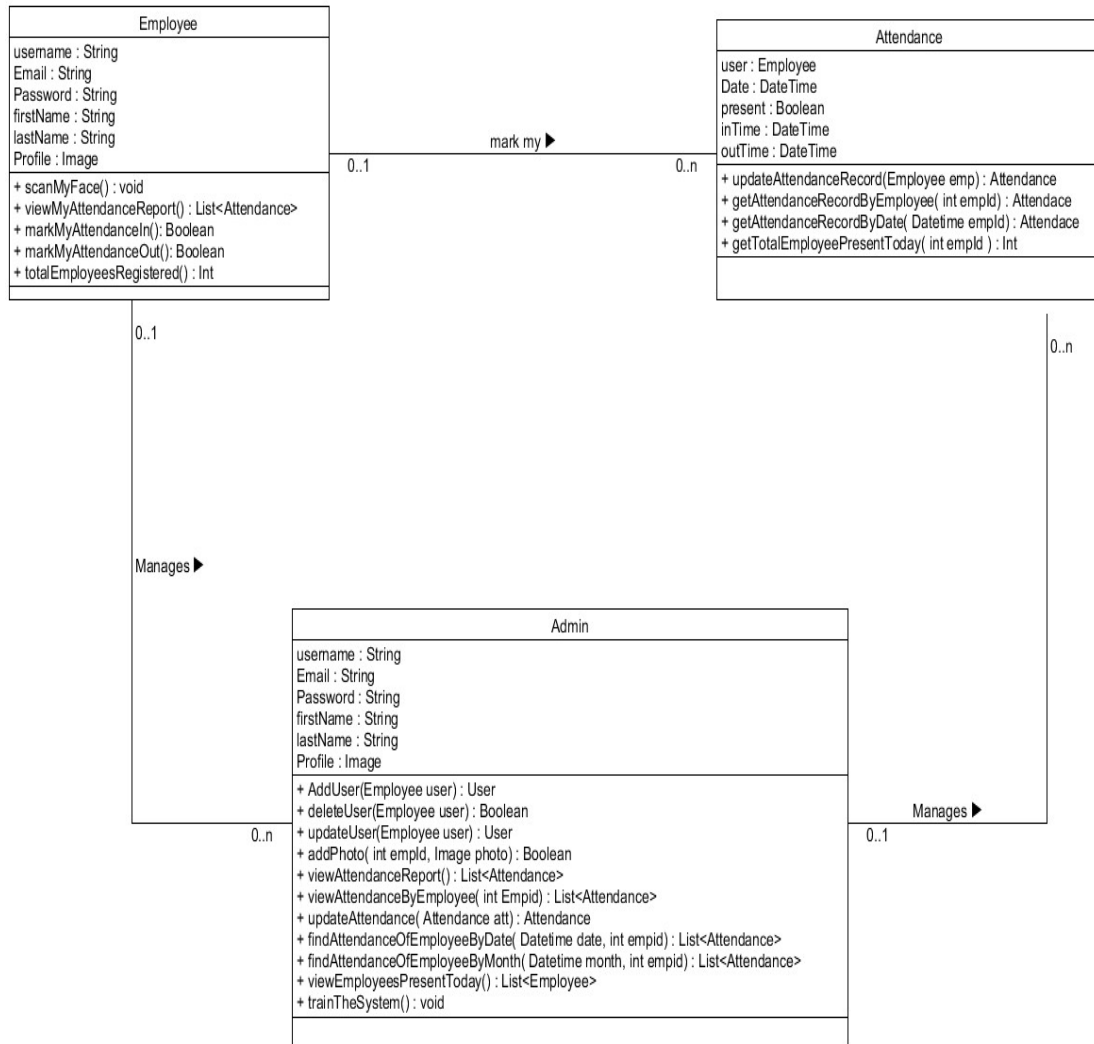 Employee
username : String
Email : String
Password : String
firstName : String
lastName : String
Profile : Image
+ scanMyFace() : void
+ viewMyAttendanceReport() : List<Attendance>
+ markMyAttendanceIn(): Boolean
+ markMyAttendanceOut(): Boolean
+ totalEmployeesRegistered() : Int
mark my ▶
0..1
0..n
Attendance
user : Employee
Date : DateTime
present : Boolean
inTime : DateTime
outTime : DateTime
+ updateAttendanceRecord(Employee emp) : Attendance
+ getAttendanceRecordByEmployee( int empId) : Attendace
+ getAttendanceRecordByDate( Datetime empId) : Attendace
+ getTotalEmployeePresentToday( int empId ) : Int
0..1
0..n
Manages ▶
Admin
username : String
Email : String
Password : String
firstName : String
lastName : String
Profile : Image
+ AddUser(Employee user) : User
+ deleteUser(Employee user) : Boolean
+ updateUser(Employee user) : User
+ addPhoto( int empId, Image photo) : Boolean
+ viewAttendanceReport() : List<Attendance>
+ viewAttendanceByEmployee( int Empid) : List<Attendance>
+ updateAttendance( Attendance att) : Attendance
+ findAttendanceOfEmployeeByDate( Datetime date, int empid) : List<Attendance>
+ findAttendanceOfEmployeeByMonth( Datetime month, int empid) : List<Attendance>
+ viewEmployeesPresentToday() : List<Employee>
+ trainTheSystem() : void
0..n
Manages ▶
0..1